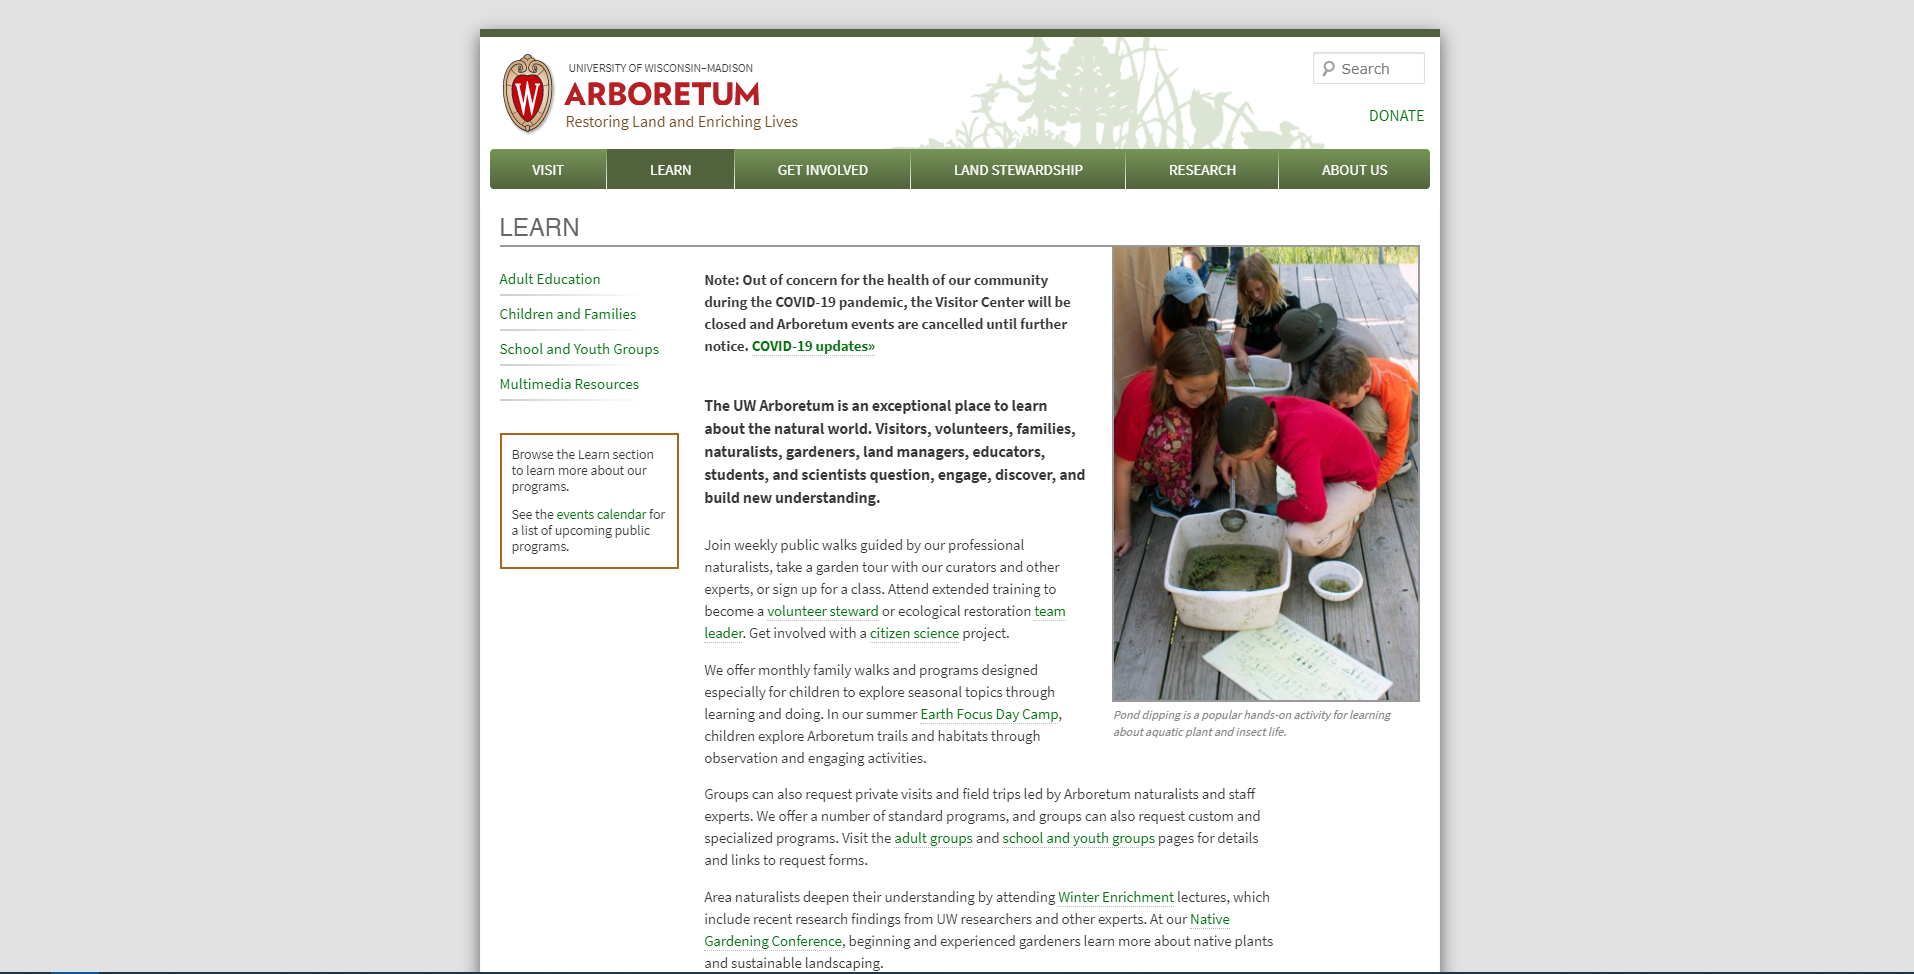 UNIVERSITY OF WISCONSIN–MADISON
ARBORETUM
Restoring Land and Enriching Lives
Search
DONATE
VISIT
LEARN
GET INVOLVED
LAND STEWARDSHIP
RESEARCH
ABOUT US
LEARN
Adult Education
Children and Families
School and Youth Groups
Multimedia Resources
Browse the Learn section
to learn more about our
programs.
See the events calendar for
a list of upcoming public
programs.
Note: Out of concern for the health of our community
during the COVID-19 pandemic, the Visitor Center will be
closed and Arboretum events are cancelled until further
notice. COVID-19 updates»
The UW Arboretum is an exceptional place to learn
about the natural world. Visitors, volunteers, families,
naturalists, gardeners, land managers, educators,
students, and scientists question, engage, discover, and
build new understanding.
Join weekly public walks guided by our professional
naturalists, take a garden tour with our curators and other
experts, or sign up for a class. Attend extended training to
become a volunteer steward or ecological restoration team
leader. Get involved with a citizen science project.
We offer monthly family walks and programs designed
especially for children to explore seasonal topics through
learning and doing. In our summer Earth Focus Day Camp,
children explore Arboretum trails and habitats through
observation and engaging activities.
Pond dipping is a popular hands-on activity for learning
about aquatic plant and insect life.
Groups can also request private visits and field trips led by Arboretum naturalists and staff
experts. We offer a number of standard programs, and groups can also request custom and
specialized programs. Visit the adult groups and school and youth groups pages for details
and links to request forms.
Area naturalists deepen their understanding by attending Winter Enrichment lectures, which
include recent research findings from UW researchers and other experts. At our Native
Gardening Conference, beginning and experienced gardeners learn more about native plants
and sustainable landscaping.